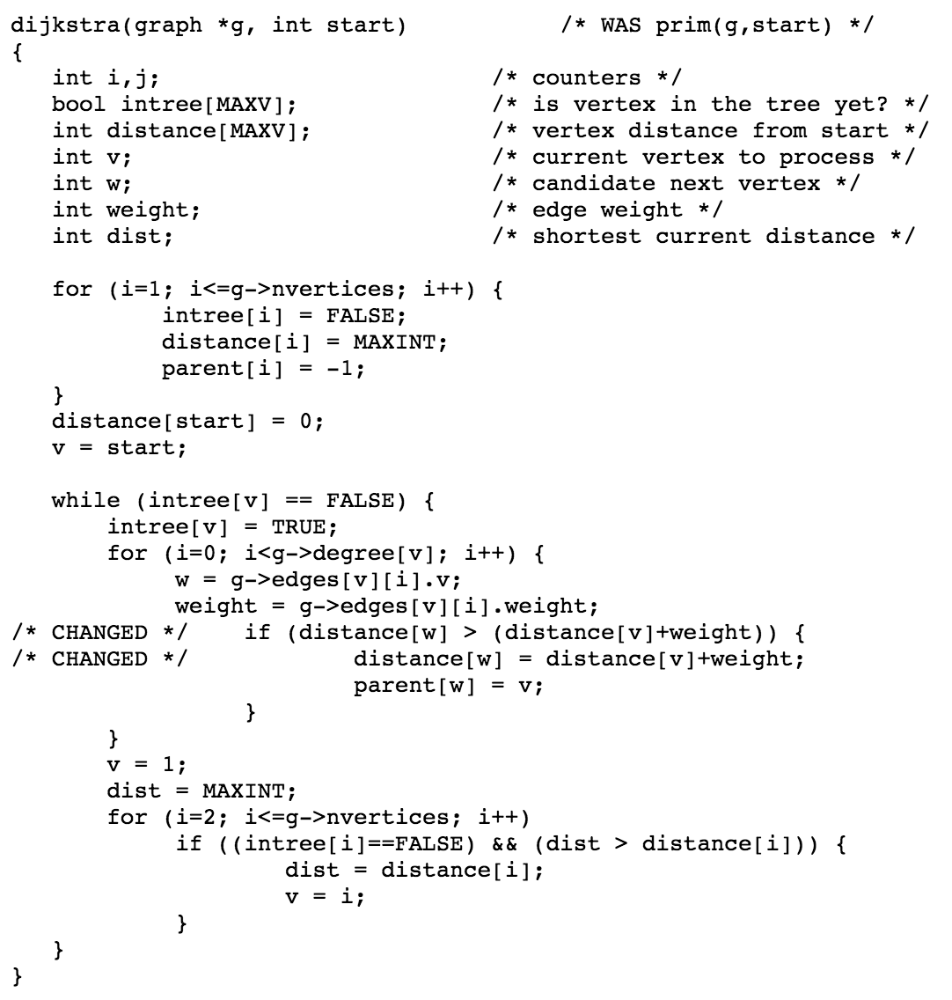 dijkstra(graph *g, int start)           /* WAS prim(g,start) */
{
   int i,j;                        /* counters */
   bool intree[MAXV];              /* is vertex in the tree yet? */
   int distance[MAXV];             /* vertex distance from start */
   int v;                          /* current vertex to process */
   int w;                          /* candidate next vertex */
   int weight;                     /* edge weight */
   int dist;                       /* shortest current distance */

   for (i=1; i<=g->nvertices; i++) {
           intree[i] = FALSE;
           distance[i] = MAXINT;
           parent[i] = -1;
   }
   distance[start] = 0;
   v = start;

   while (intree[v] == FALSE) {
       intree[v] = TRUE;
       for (i=0; i<g->degree[v]; i++) {
            w = g->edges[v][i].v;
            weight = g->edges[v][i].weight;
/* CHANGED */    if (distance[w] > (distance[v]+weight)) {
/* CHANGED */            distance[w] = distance[v]+weight;
                         parent[w] = v;
                 }
       }
       v = 1;
       dist = MAXINT;
       for (i=2; i<=g->nvertices; i++)
            if ((intree[i]==FALSE) && (dist > distance[i])) {
                    dist = distance[i];
                    v = i;
            }
   }
}